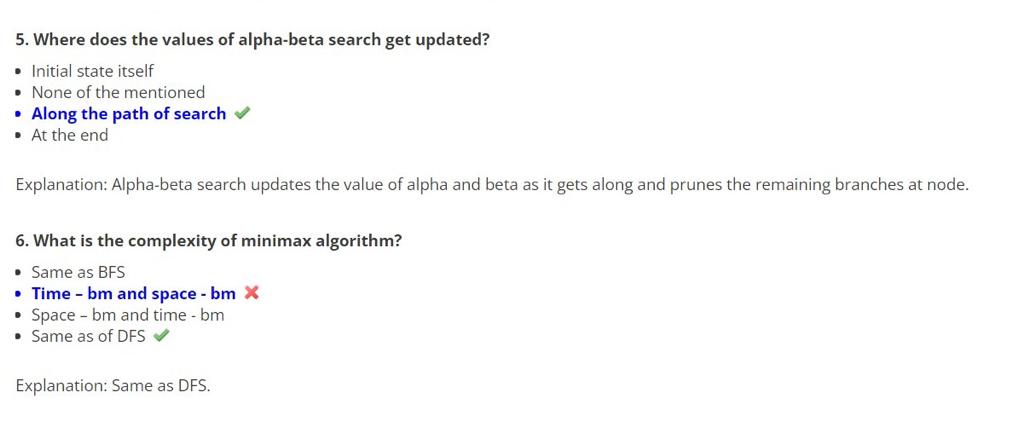 5. Where does the values of alpha-beta search get updated?
• Initial state itself
• None of the mentioned
• Along the path of search ✔
• At the end
Explanation: Alpha-beta search updates the value of alpha and beta as it gets along and prunes the remaining branches at node.
6. What is the complexity of minimax algorithm?
• Same as BFS
• Time – bm and space - bm ✖
• Space – bm and time - bm
• Same as of DFS ✔
Explanation: Same as DFS.